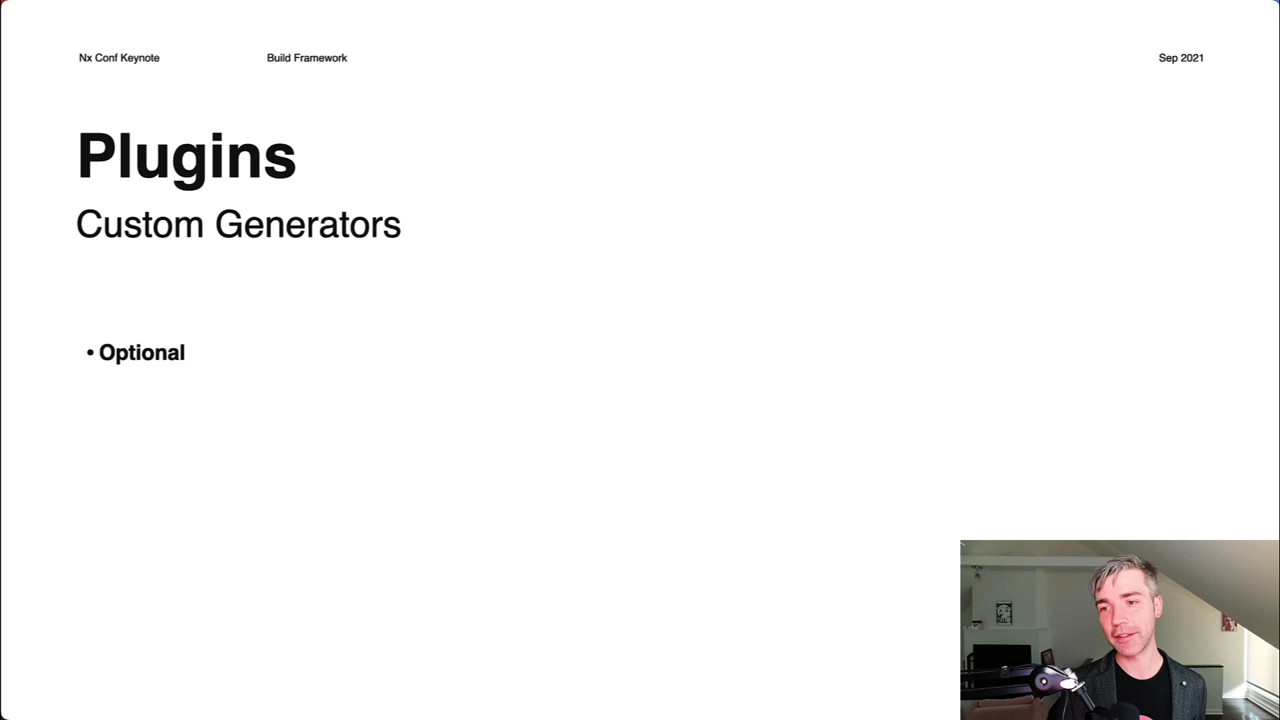 Nx Conf Keynote
Build Framework
Sep 2021
Plugins
Custom Generators
• Optional